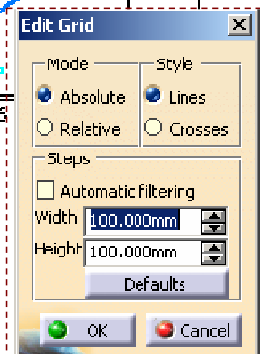 Edit Grid
Mode
Style
Absolute
Lines
Relative
Crosses
Steps
Automatic filtering
Width 100.000mm
Height 100.000mm
Defaults
OK
Cancel